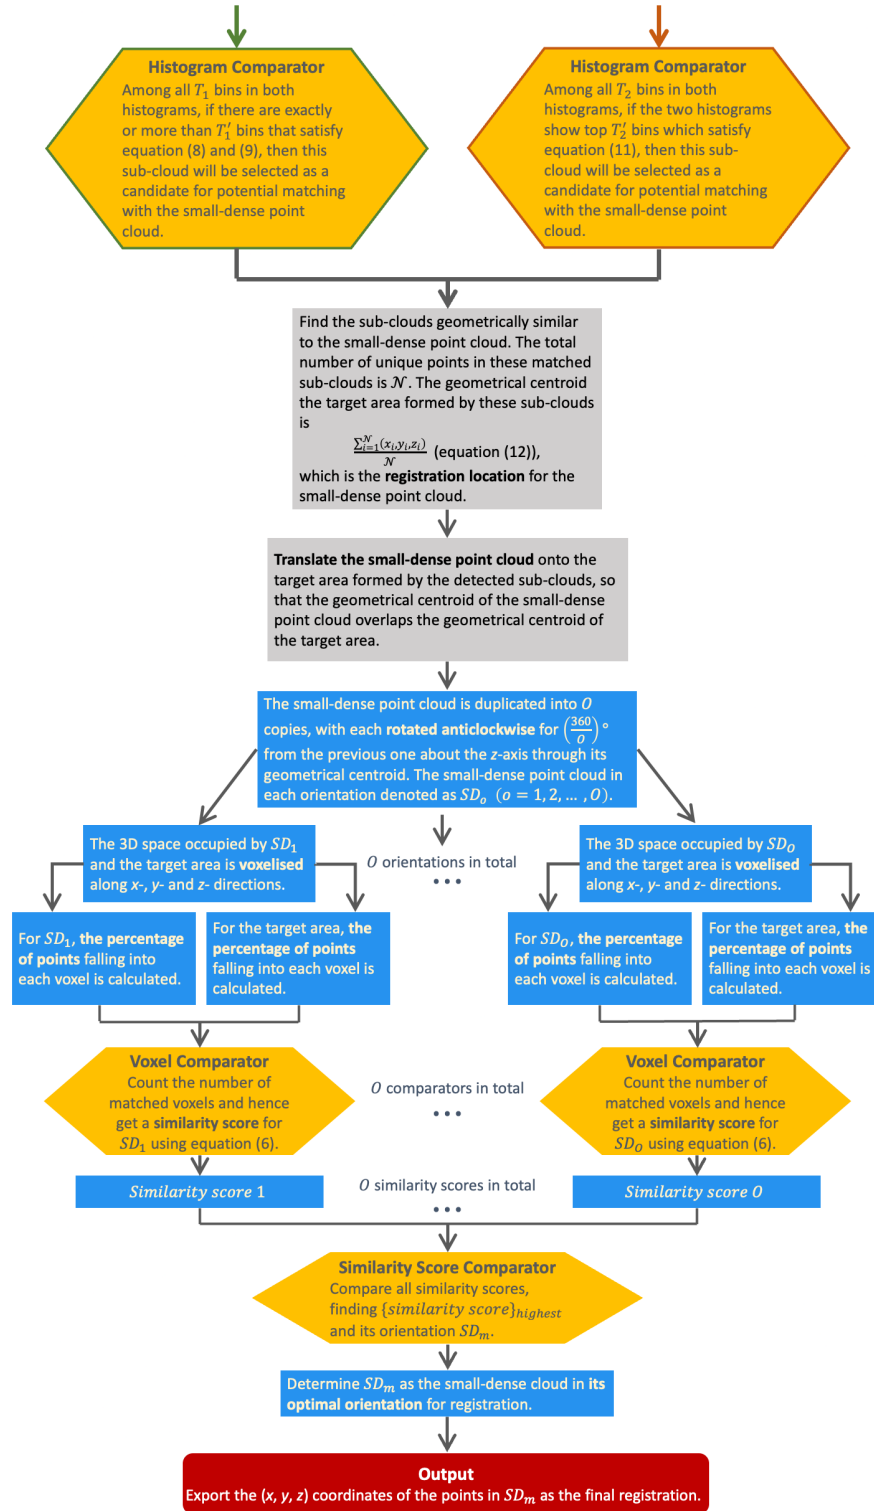 Histogram Comparator
Among all T₁ bins in both
histograms, if there are exactly
or more than T₁′ bins that satisfy
equation (8) and (9), then this
sub-cloud will be selected as a
candidate for potential matching
with the small-dense point
cloud.
Histogram Comparator
Among all T₂ bins in both
histograms, if the two histograms
show top T₂′ bins which satisfy
equation (11), then this sub-
cloud will be selected as a
candidate for potential matching
with the small-dense point
cloud.
Find the sub-clouds geometrically similar
to the small-dense point cloud. The total
number of unique points in these matched
sub-clouds is 𝒩. The geometrical centroid
the target area formed by these sub-clouds
is
∑ᵢ₌₁^𝒩(xᵢ,yᵢ,zᵢ)/𝒩 (equation (12)),
which is the registration location for the
small-dense point cloud.
Translate the small-dense point cloud onto the
target area formed by the detected sub-clouds, so
that the geometrical centroid of the small-dense
point cloud overlaps the geometrical centroid of
the target area.
The small-dense point cloud is duplicated into O
copies, with each rotated anticlockwise for (360/O)°
from the previous one about the z-axis through its
geometrical centroid. The small-dense point cloud in
each orientation denoted as SD_o (o = 1, 2, … , O).
The 3D space occupied by SD₁
and the target area is voxelised
along x-, y- and z- directions.
O orientations in total
• • •
The 3D space occupied by SD_O
and the target area is voxelised
along x-, y- and z- directions.
For SD₁, the percentage
of points falling into
each voxel is calculated.
For the target area, the
percentage of points
falling into each voxel is
calculated.
For SD_O, the percentage
of points falling into
each voxel is calculated.
For the target area, the
percentage of points
falling into each voxel is
calculated.
Voxel Comparator
Count the number of
matched voxels and hence
get a similarity score for
SD₁ using equation (6).
O comparators in total
• • •
Voxel Comparator
Count the number of
matched voxels and hence
get a similarity score for
SD_O using equation (6).
Similarity score 1
O similarity scores in total
• • •
Similarity score O
Similarity Score Comparator
Compare all similarity scores,
finding {similarity score}_highest
and its orientation SD_m.
Determine SD_m as the small-dense cloud in its
optimal orientation for registration.
Output
Export the (x, y, z) coordinates of the points in SD_m as the final registration.